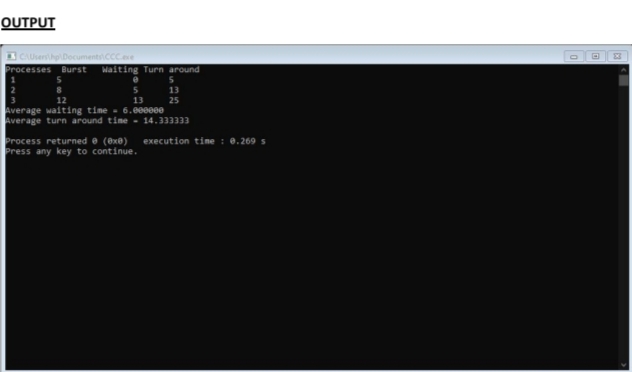 OUTPUT
C:\Users\hp\Documents\CCC.exe
Processes Burst Waiting Turn around
1 5 0 5
2 8 5 13
3 12 13 25
Average waiting time = 6.000000
Average turn around time = 14.333333
Process returned 0 (0x0) execution time : 0.269 s
Press any key to continue.